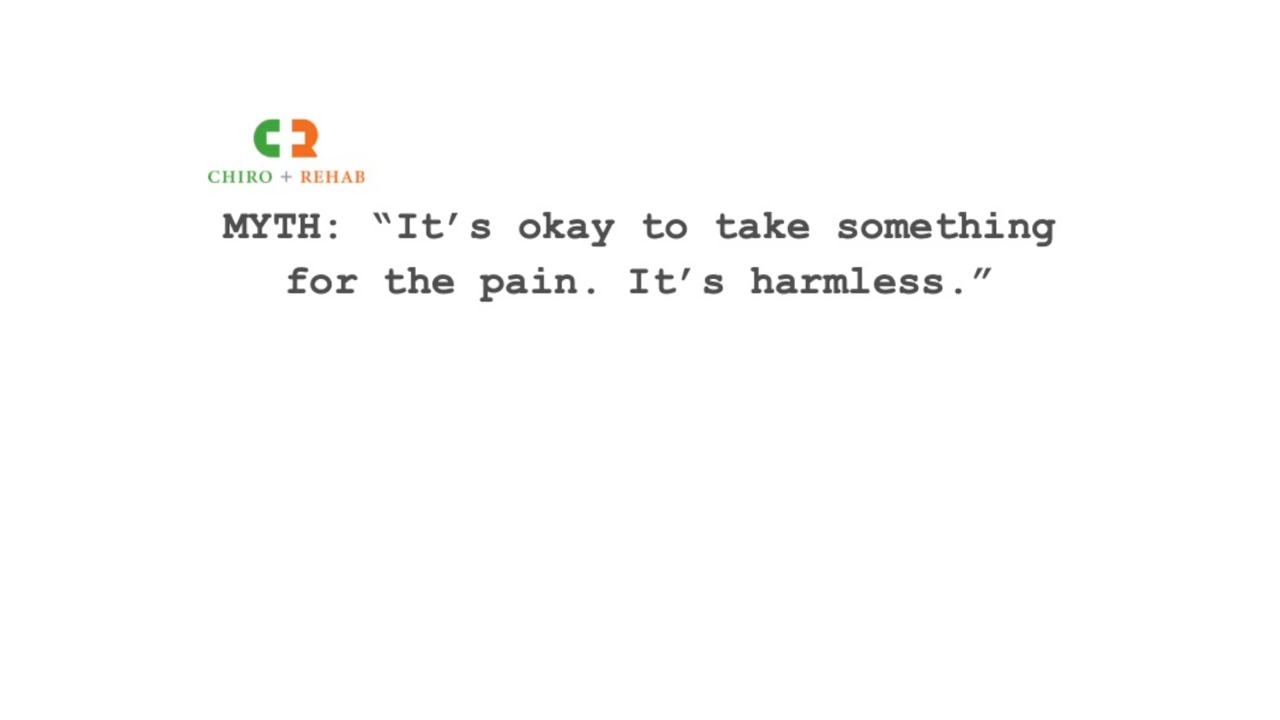 CHIRO + REHAB
MYTH: “It’s okay to take something
for the pain. It’s harmless.”